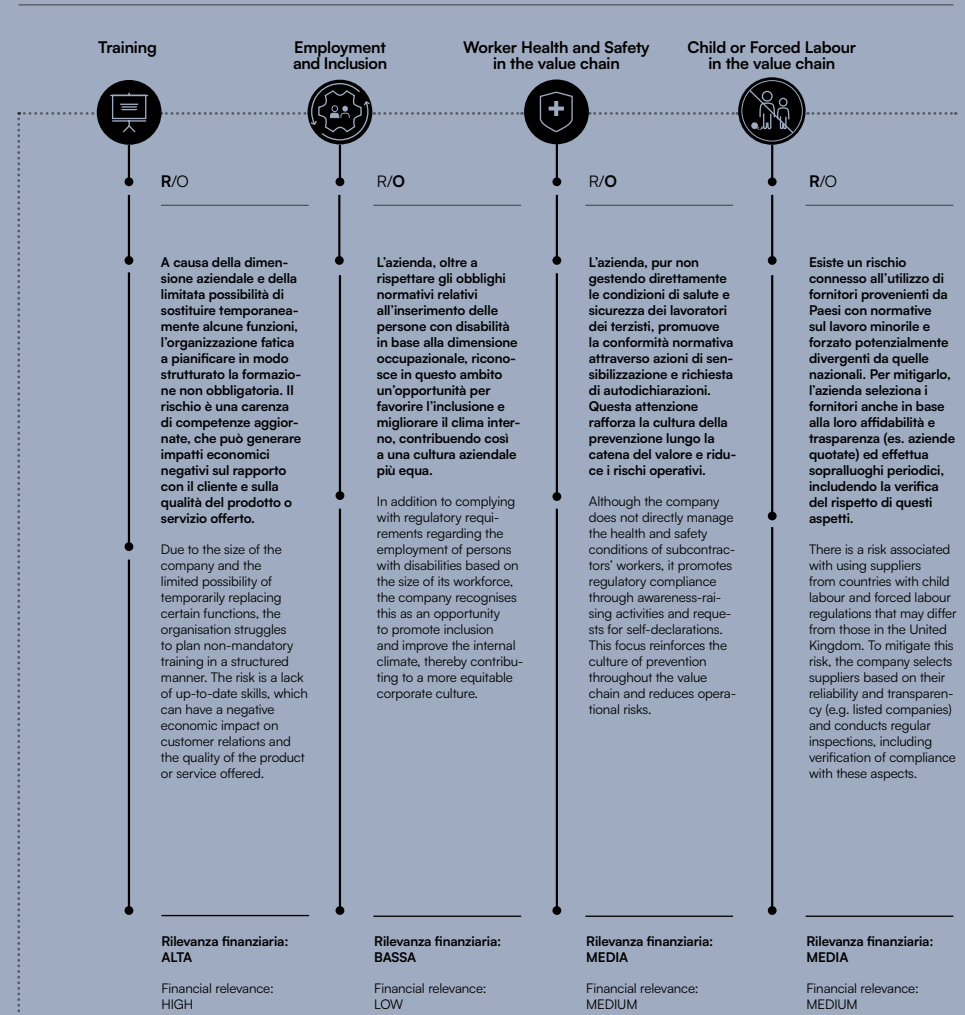 Training
Employment
and Inclusion
Worker Health and Safety
in the value chain
Child or Forced Labour
in the value chain
R/O
A causa della dimen-
sione aziendale e della
limitata possibilità di
sostituire temporanea-
mente alcune funzioni,
l'organizzazione fatica
a pianificare in modo
strutturato la formazio-
ne non obbligatoria. Il
rischio è una carenza
di competenze aggior-
nate, che può generare
impatti economici
negativi sul rapporto
con il cliente e sulla
qualità del prodotto o
servizio offerto.
Due to the size of the
company and the
limited possibility of
temporarily replacing
certain functions, the
organisation struggles
to plan non-mandatory
training in a structured
manner. The risk is a lack
of up-to-date skills, which
can have a negative
economic impact on
customer relations and
the quality of the product
or service offered.
Rilevanza finanziaria:
ALTA
Financial relevance:
HIGH
R/O
L'azienda, oltre a
rispettare gli obblighi
normativi relativi
all'inserimento delle
persone con disabilità
in base alla dimensione
occupazionale, ricono-
sce in questo ambito
un'opportunità per
favorire l'inclusione e
migliorare il clima inter-
no, contribuendo così
a una cultura aziendale
più equa.
In addition to complying
with regulatory requi-
rements regarding the
employment of persons
with disabilities based on
the size of its workforce,
the company recognises
this as an opportunity
to promote inclusion
and improve the internal
climate, thereby contribu-
ting to a more equitable
corporate culture.
Rilevanza finanziaria:
BASSA
Financial relevance:
LOW
R/O
L'azienda, pur non
gestendo direttamente
le condizioni di salute e
sicurezza dei lavoratori
dei terzisti, promuove
la conformità normativa
attraverso azioni di sen-
sibilizzazione e richiesta
di autodichiarazioni.
Questa attenzione
rafforza la cultura della
prevenzione lungo la
catena del valore e ridu-
ce i rischi operativi.
Although the company
does not directly manage
the health and safety
conditions of subcontrac-
tors' workers, it promotes
regulatory compliance
through awareness-rai-
sing activities and reque-
sts for self-declarations.
This focus reinforces the
culture of prevention
throughout the value
chain and reduces opera-
tional risks.
Rilevanza finanziaria:
MEDIA
Financial relevance:
MEDIUM
R/O
Esiste un rischio
connesso all'utilizzo di
fornitori provenienti da
Paesi con normative
sul lavoro minorile e
forzato potenzialmente
divergenti da quelle
nazionali. Per mitigarlo,
l'azienda seleziona i
fornitori anche in base
alla loro affidabilità e
trasparenza (es. aziende
quotate) ed effettua
sopralluoghi periodici,
includendo la verifica
del rispetto di questi
aspetti.
There is a risk associated
with using suppliers
from countries with child
labour and forced labour
regulations that may differ
from those in the United
Kingdom. To mitigate this
risk, the company selects
suppliers based on their
reliability and transparen-
cy (e.g. listed companies)
and conducts regular
inspections, including
verification of compliance
with these aspects.
Rilevanza finanziaria:
MEDIA
Financial relevance:
MEDIUM